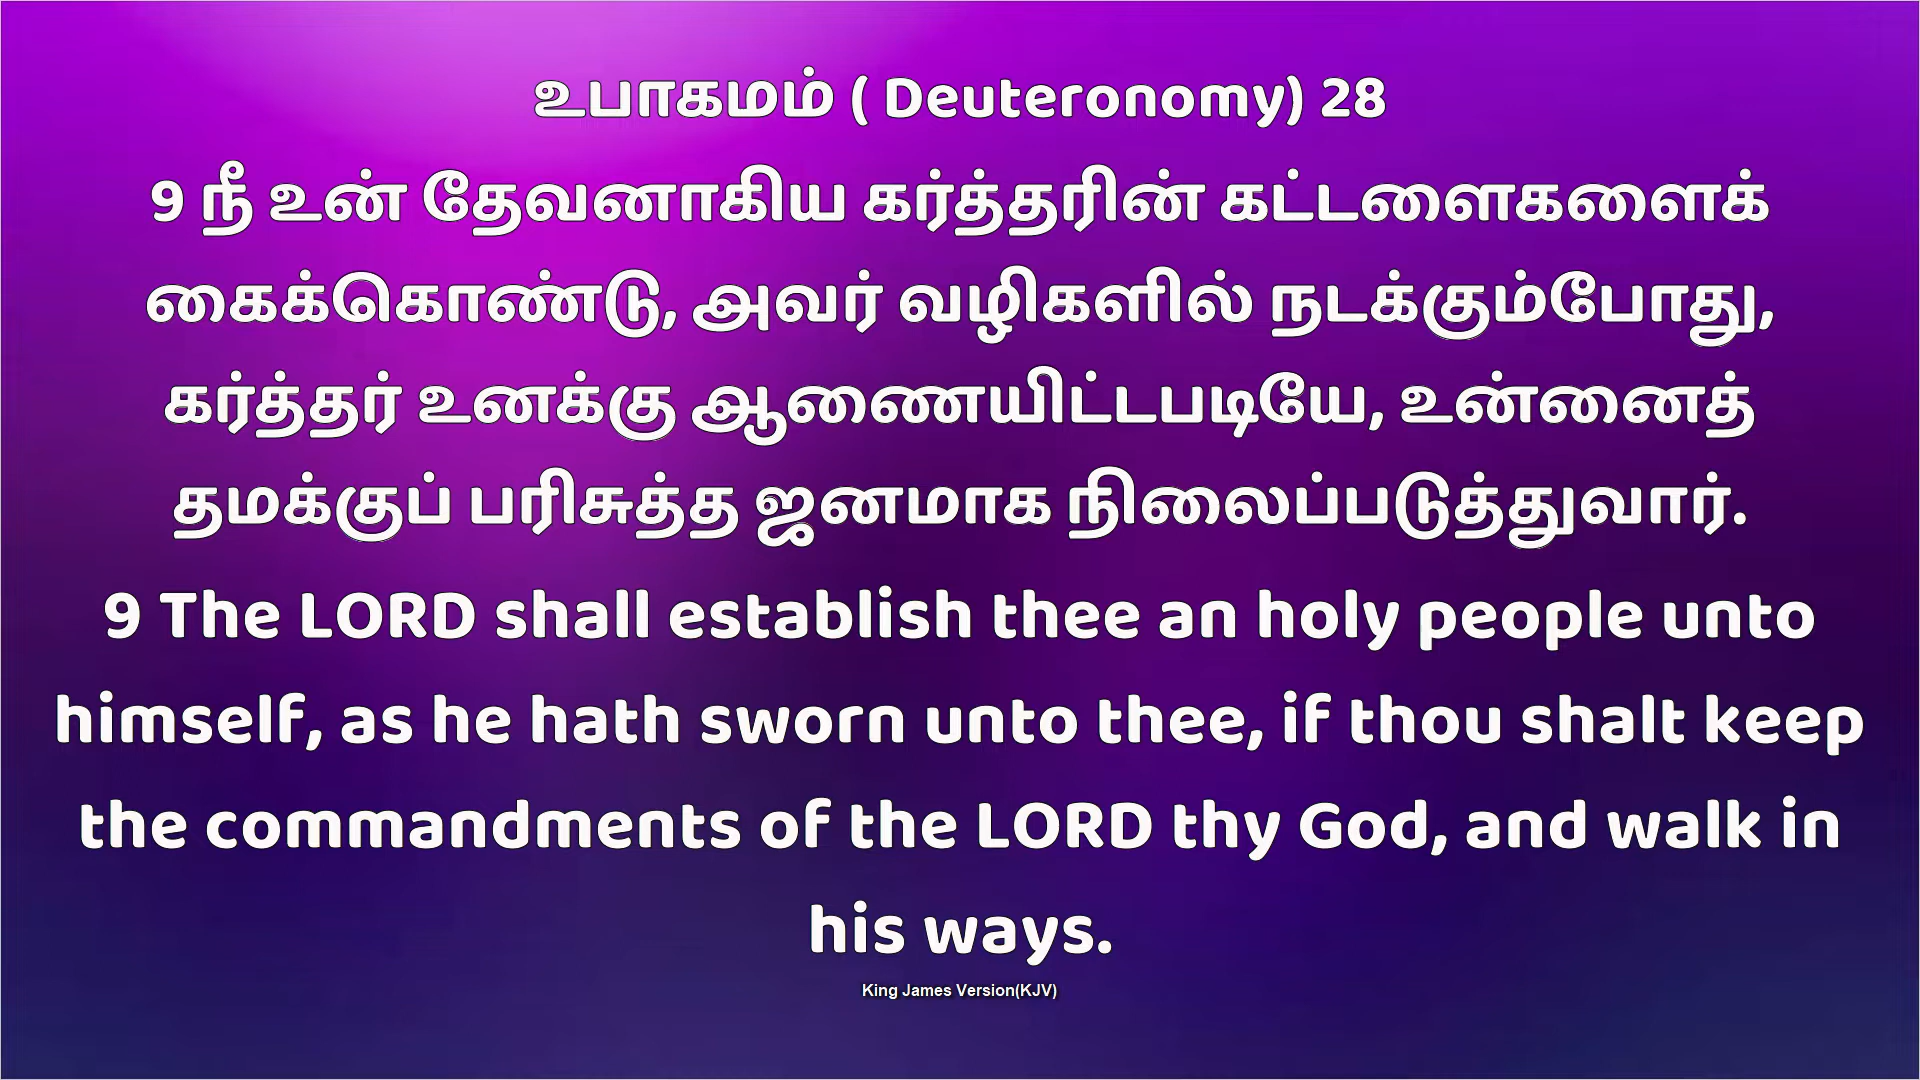 உபாகமம் ( Deuteronomy) 28
9 நீ உன் தேவனாகிய கர்த்தரின் கட்டளைகளைக்
கைக்கொண்டு, அவர் வழிகளில் நடக்கும்போது,
கர்த்தர் உனக்கு ஆணையிட்டபடியே, உன்னைத்
தமக்குப் பரிசுத்த ஜனமாக நிலைப்படுத்துவார்.
9 The LORD shall establish thee an holy people unto
himself, as he hath sworn unto thee, if thou shalt keep
the commandments of the LORD thy God, and walk in
his ways.
King James Version(KJV)